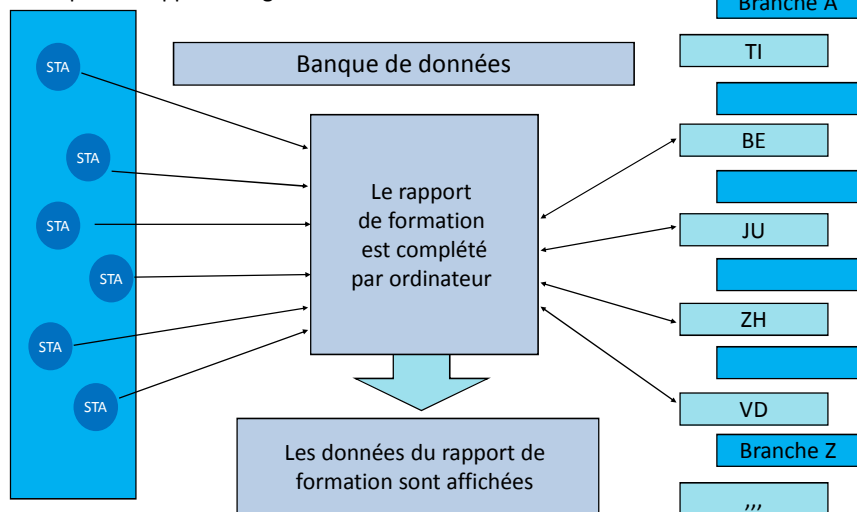 Branche A
STA
TI
Banque de données
STA
BE
Le rapport
de formation
est complété
par ordinateur
STA
JU
STA
ZH
STA
STA
VD
Les données du rapport de
formation sont affichées
Branche Z
,,,